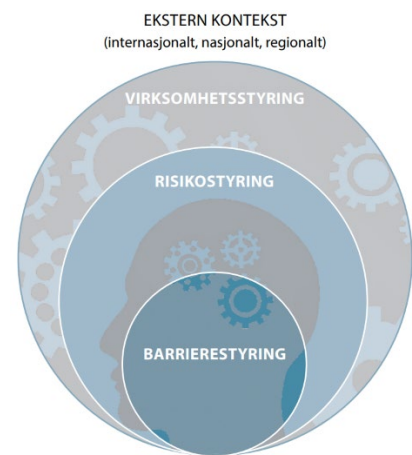 EKSTERN KONTEKST
(internasjonalt, nasjonalt, regionalt)
VIRKSOMHETSSTYRING
RISIKOSTYRING
BARRIERESTYRING